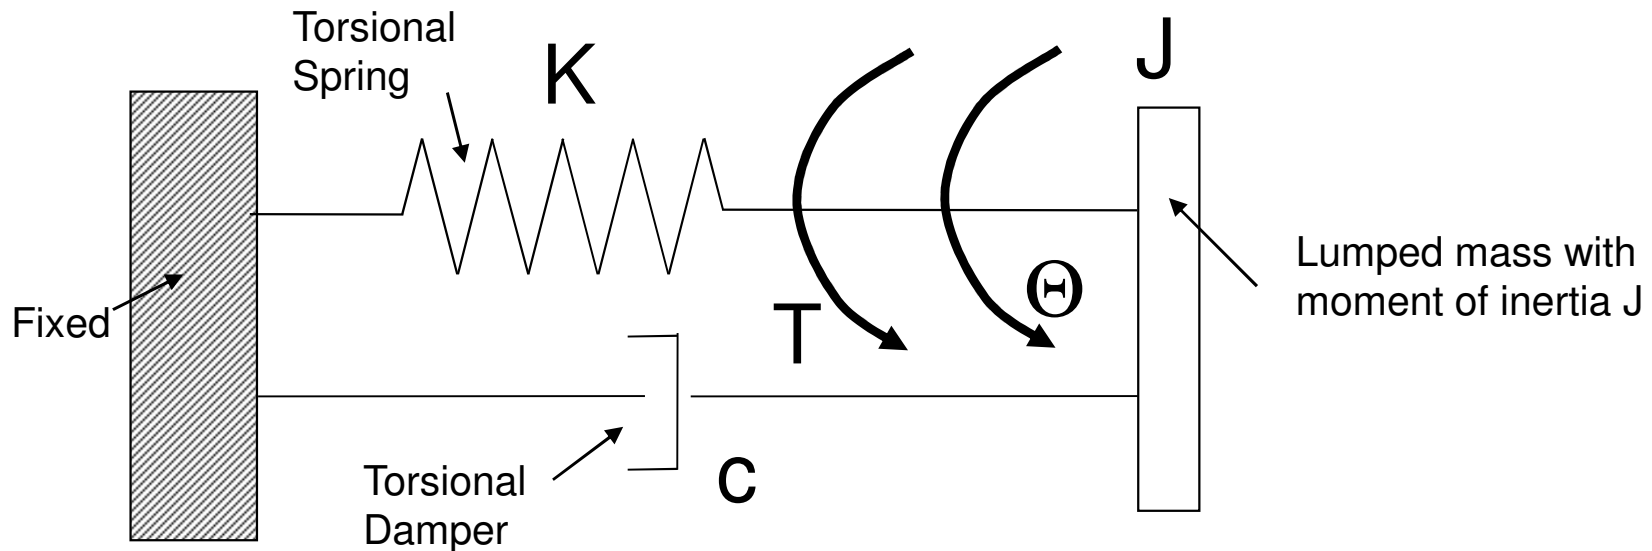 Torsional
Spring
K
J
Lumped mass with
moment of inertia J
Θ
Fixed
T
Torsional
Damper
c